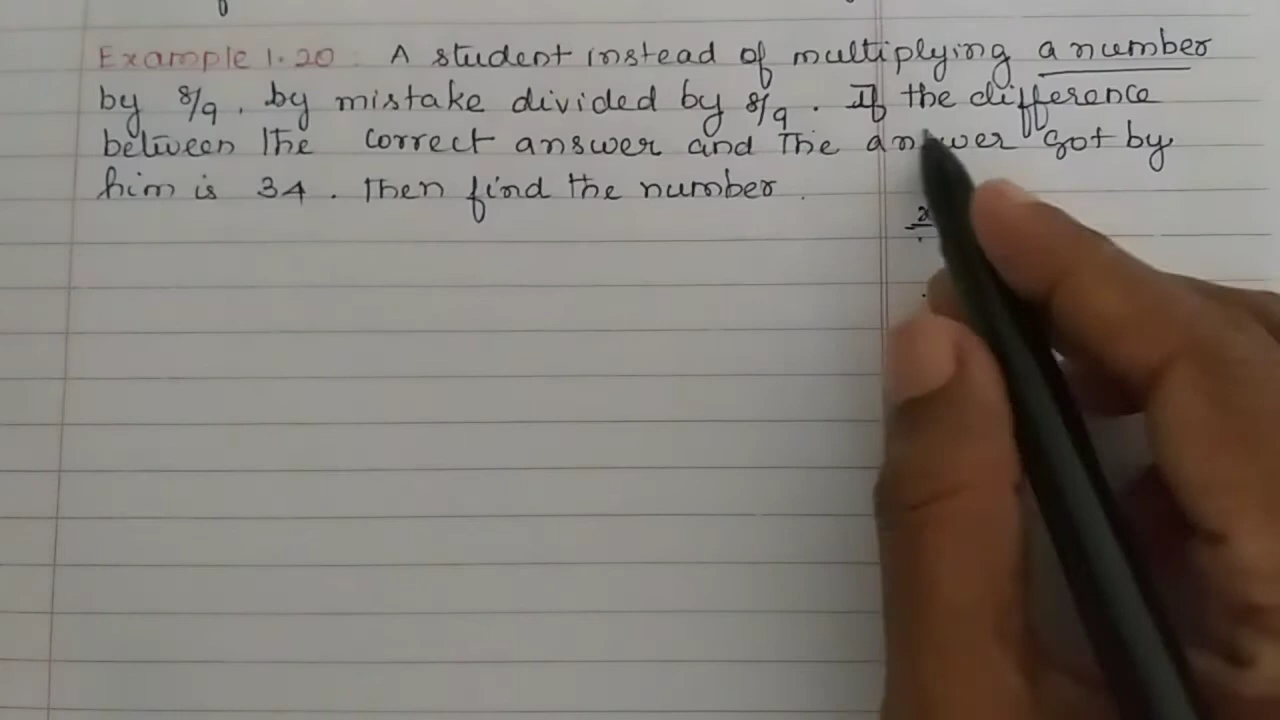 Example 1.20 : A student instead of multiplying a number
by 8/9, by mistake divided by 8/9. If the difference
between the correct answer and the answer got by
him is 34. Then find the number.